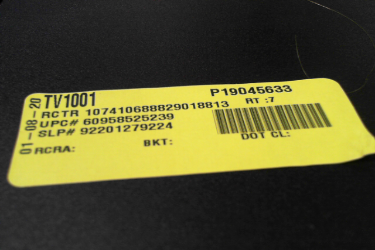 01-08-20
TV1001 P19045633
RCTR 107410688829018813 RT :7
UPC# 60958525239
SLP# 92201279224
RCRA: BKT: DOT CL: